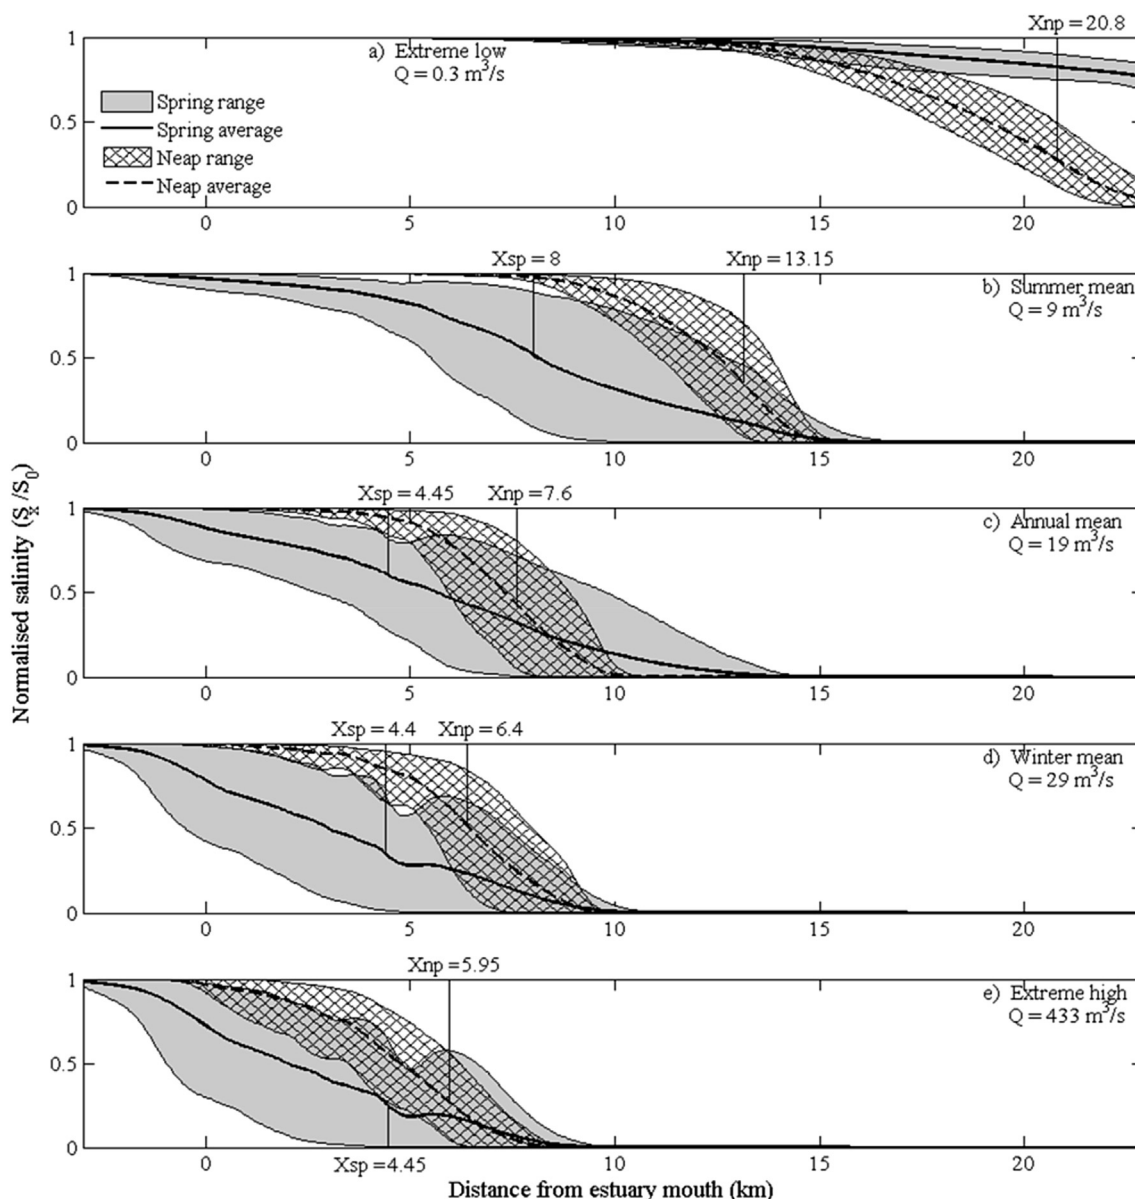 Xnp = 20.8
a) Extreme low
Q = 0.3 m³/s
Spring range
Spring average
Neap range
Neap average
1
0.5
0
0 5 10 15 20
Xsp = 8
Xnp = 13.15
b) Summer mean
Q = 9 m³/s
1
0.5
0
0 5 10 15 20
Xsp = 4.45
Xnp = 7.6
c) Annual mean
Q = 19 m³/s
1
0.5
0
0 5 10 15 20
Xsp = 4.4
Xnp = 6.4
d) Winter mean
Q = 29 m³/s
1
0.5
0
0 5 10 15 20
Xnp =5.95
e) Extreme high
Q = 433 m³/s
1
0.5
0
Xsp =4.45
0 5 10 15 20
Normalised salinity (Sx/S0)
Distance from estuary mouth (km)